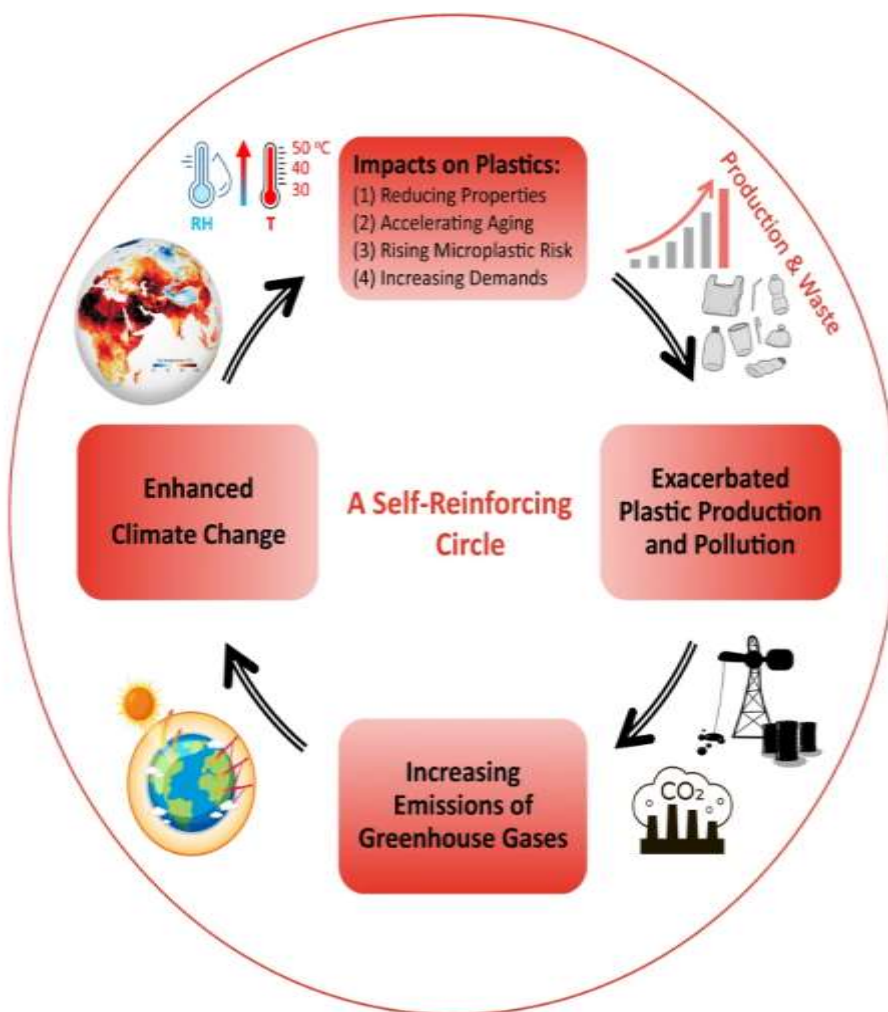 50 °C
40
30
RH
T
Impacts on Plastics:
(1) Reducing Properties
(2) Accelerating Aging
(3) Rising Microplastic Risk
(4) Increasing Demands
Production & Waste
Enhanced
Climate Change
A Self-Reinforcing
Circle
Exacerbated
Plastic Production
and Pollution
Increasing
Emissions of
Greenhouse Gases
CO₂